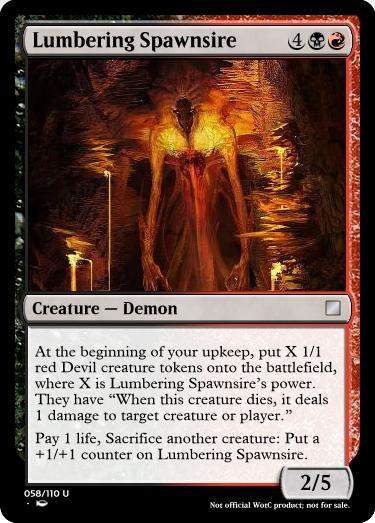 Lumbering Spawnsire 4
Creature — Demon
At the beginning of your upkeep, put X 1/1
red Devil creature tokens onto the battlefield,
where X is Lumbering Spawnsire's power.
They have “When this creature dies, it deals
1 damage to target creature or player.”
Pay 1 life, Sacrifice another creature: Put a
+1/+1 counter on Lumbering Spawnsire.
2/5
058/110 U
Not official WotC product; not for sale.